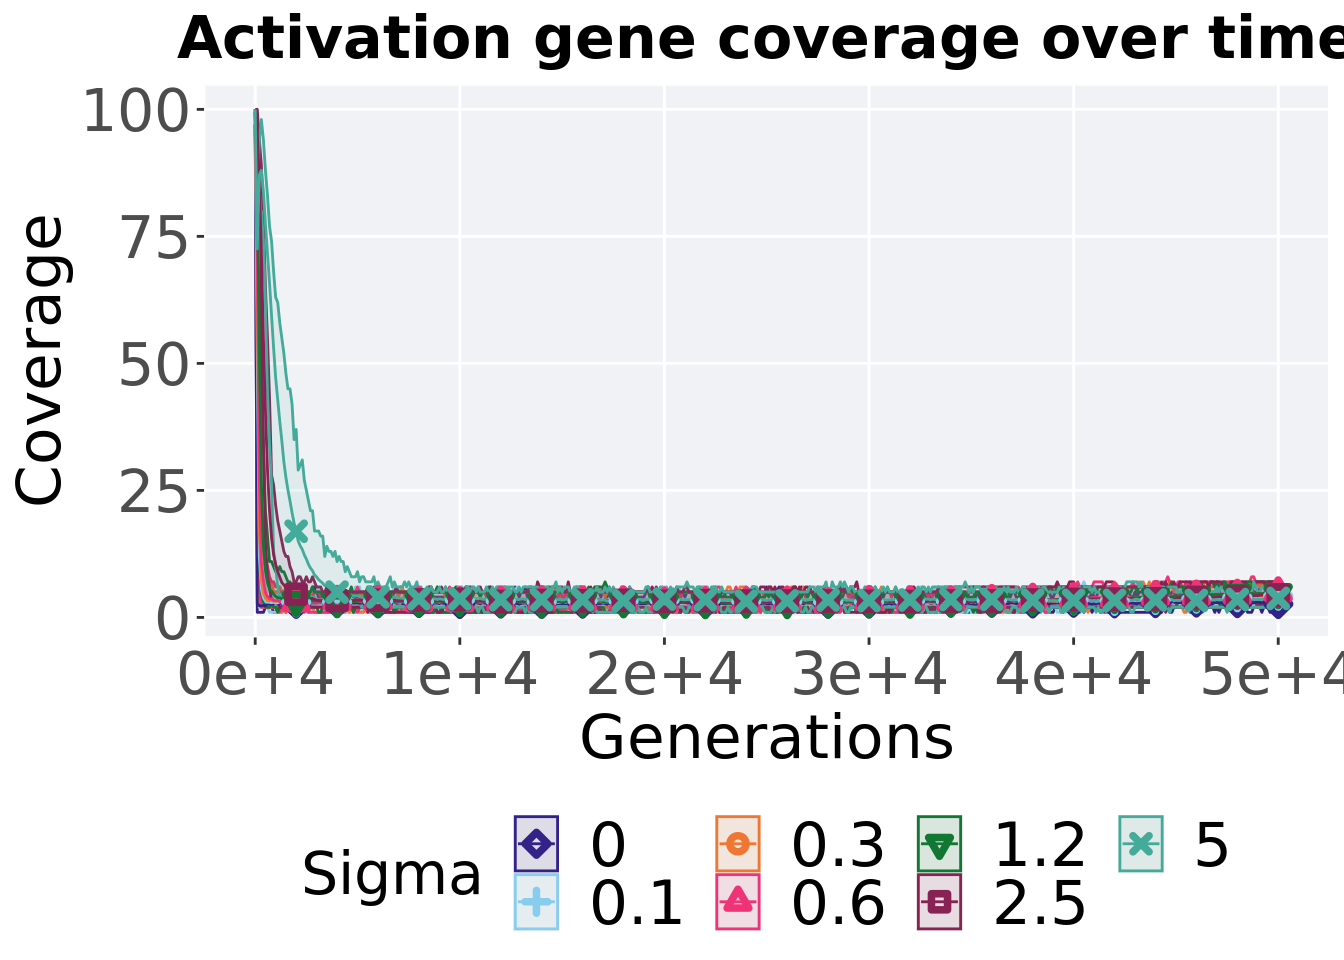 Activation gene coverage over time
100
75
50
25
0
Coverage
0e+4 1e+4 2e+4 3e+4 4e+4 5e+4
Generations
Sigma
0 0.3 1.2 5
0.1 0.6 2.5